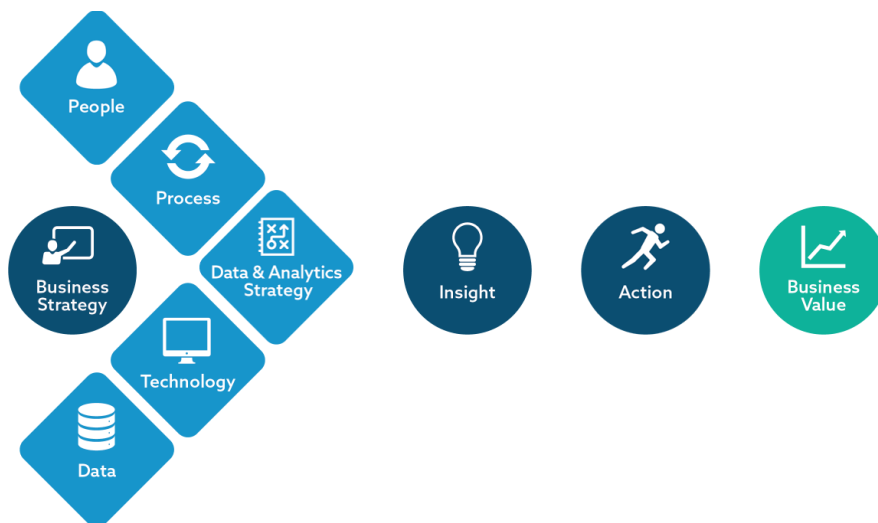 People
Process
Business
Strategy
Data & Analytics
Strategy
Insight
Action
Business
Value
Technology
Data